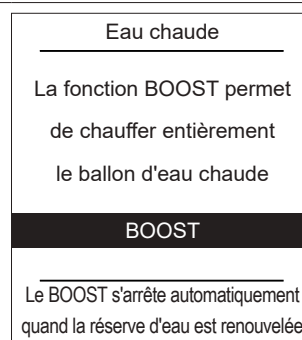 Eau chaude
La fonction BOOST permet
de chauffer entièrement
le ballon d'eau chaude
BOOST
Le BOOST s'arrête automatiquement
quand la réserve d'eau est renouvelée